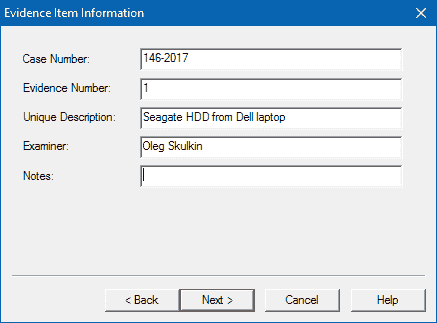 Evidence Item Information
Case Number: 146-2017
Evidence Number: 1
Unique Description: Seagate HDD from Dell laptop
Examiner: Oleg Skulkin
Notes:
< Back Next > Cancel Help